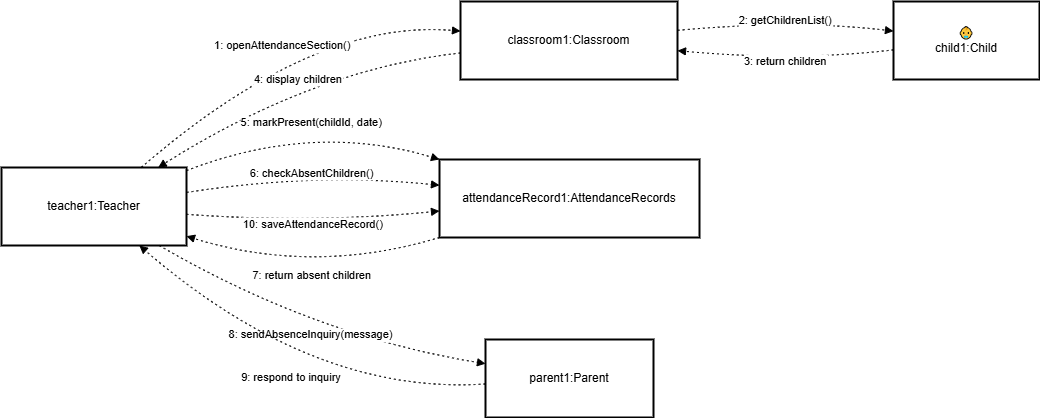 1: openAttendanceSection()
classroom1:Classroom
2: getChildrenList()
child1:Child
3: return children
4: display children
5: markPresent(childId, date)
6: checkAbsentChildren()
teacher1:Teacher
attendanceRecord1:AttendanceRecords
10: saveAttendanceRecord()
7: return absent children
8: sendAbsenceInquiry(message)
9: respond to inquiry
parent1:Parent